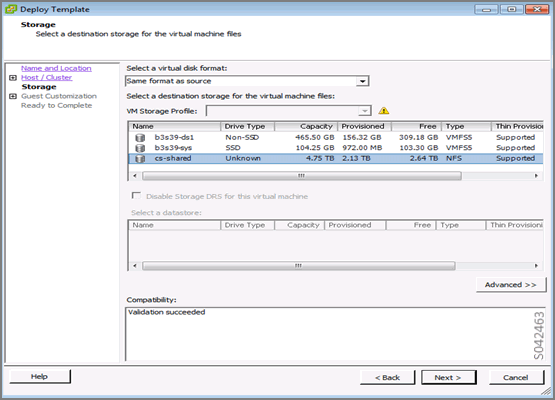 Deploy Template
Storage
Select a destination storage for the virtual machine files
Name and Location
Host / Cluster
Storage
Guest Customization
Ready to Complete
Select a virtual disk format:
Same format as source
Select a destination storage for the virtual machine files:
VM Storage Profile:
Name Drive Type Capacity Provisioned Free Type Thin Provision
b3s39-ds1 Non-SSD 465.50 GB 156.32 GB 309.18 GB VMFS5 Supported
b3s39-sys SSD 104.25 GB 972.00 MB 103.30 GB VMFS5 Supported
cs-shared Unknown 4.75 TB 2.13 TB 2.64 TB NFS Supported
Disable Storage DRS for this virtual machine
Select a datastore:
Name Drive Type Capacity Provisioned Free Type Thin Provisioni
Advanced >>
Compatibility:
Validation succeeded
S042463
Help
< Back
Next >
Cancel